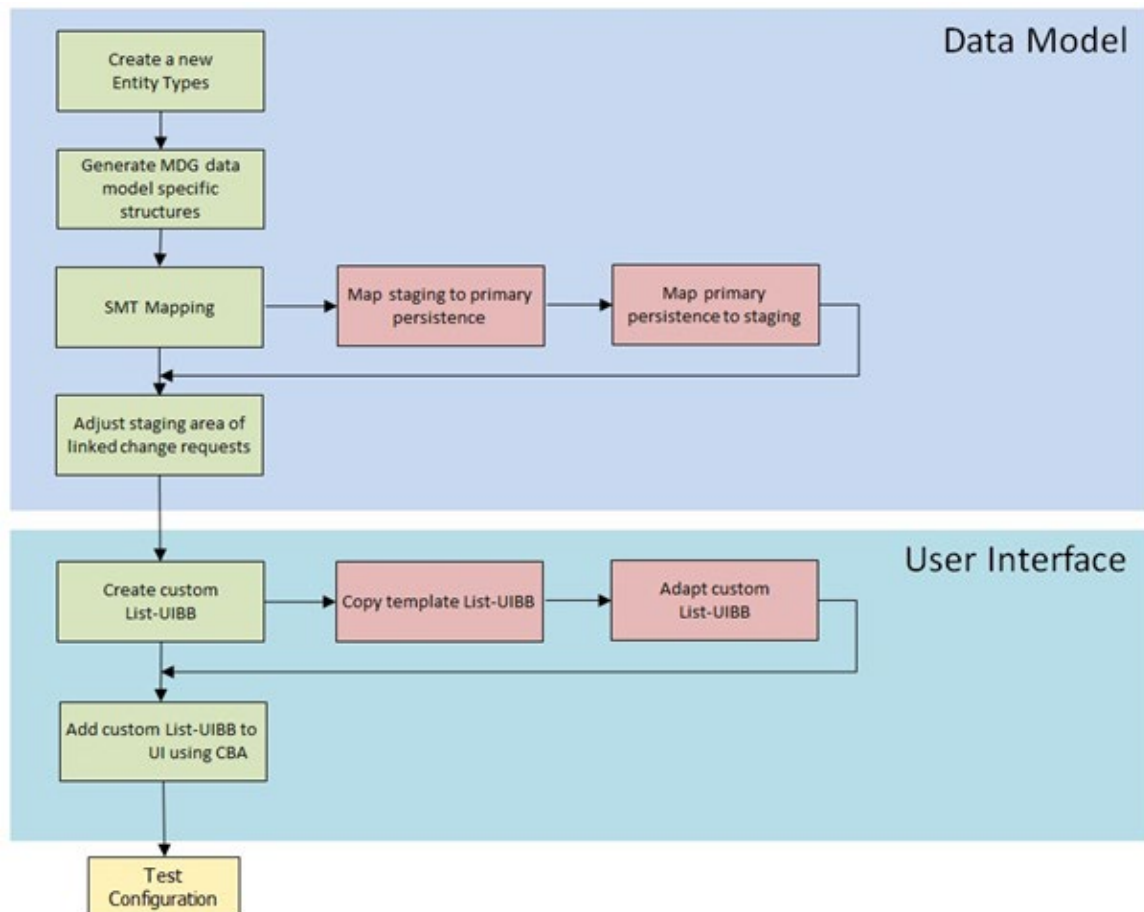 Data Model
Create a new
Entity Types
Generate MDG data
model specific
structures
SMT Mapping
Map staging to primary
persistence
Map primary
persistence to staging
Adjust staging area of
linked change requests
User Interface
Create custom
List-UIBB
Copy template List-UIBB
Adapt custom
List-UIBB
Add custom List-UIBB to
UI using CBA
Test
Configuration